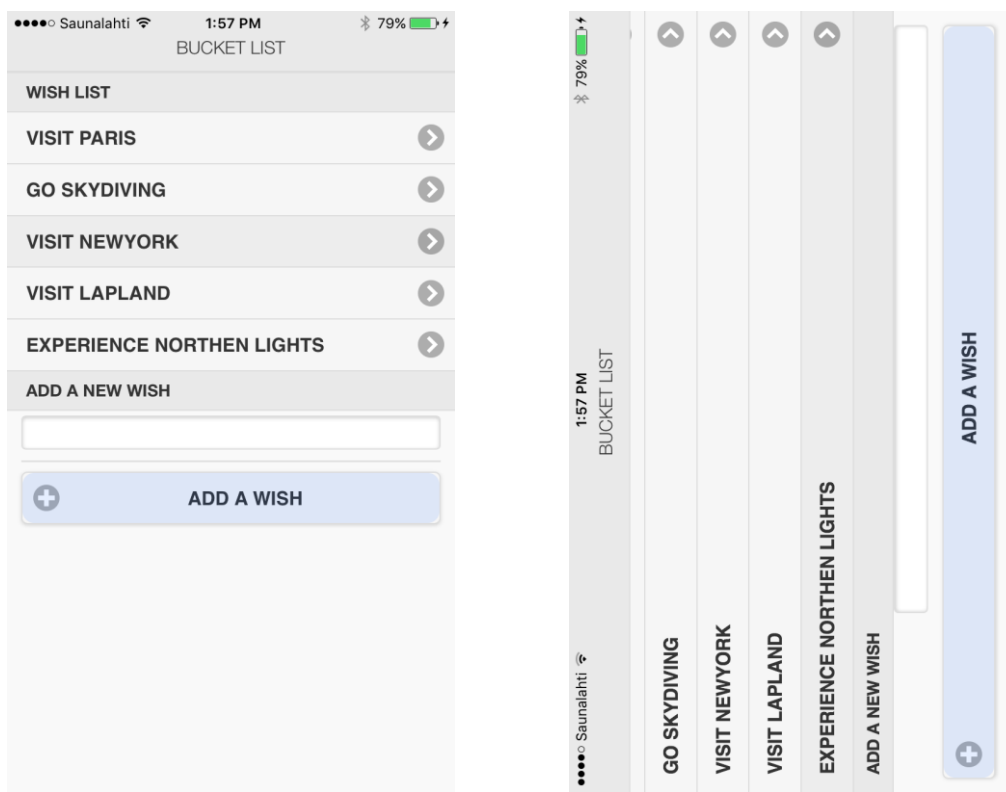 Saunalahti 1:57 PM 79%
BUCKET LIST
WISH LIST
VISIT PARIS
GO SKYDIVING
VISIT NEWYORK
VISIT LAPLAND
EXPERIENCE NORTHEN LIGHTS
ADD A NEW WISH
ADD A WISH
Saunalahti 1:57 PM 79%
BUCKET LIST
GO SKYDIVING
VISIT NEWYORK
VISIT LAPLAND
EXPERIENCE NORTHEN LIGHTS
ADD A NEW WISH
ADD A WISH